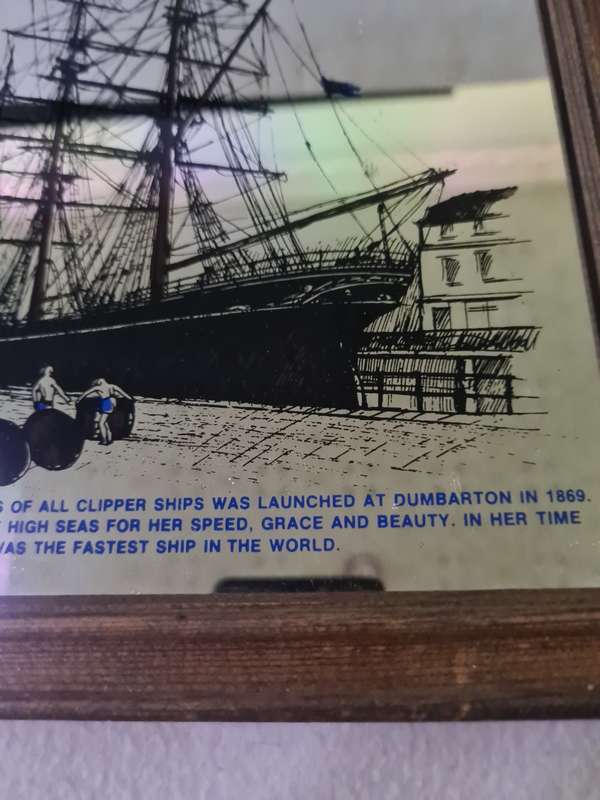 OF ALL CLIPPER SHIPS WAS LAUNCHED AT DUMBARTON IN 1869.
HIGH SEAS FOR HER SPEED, GRACE AND BEAUTY. IN HER TIME
WAS THE FASTEST SHIP IN THE WORLD.